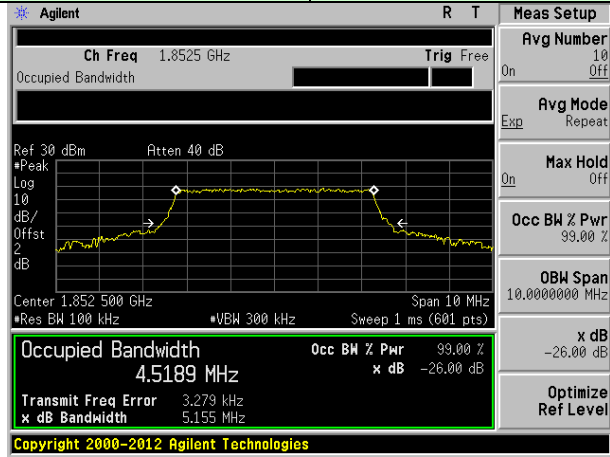 Agilent R T
Meas Setup
Ch Freq 1.8525 GHz Trig Free
Occupied Bandwidth
Avg Number
10
On Off
Avg Mode
Exp Repeat
Max Hold
On Off
Occ BW % Pwr
99.00 %
OBW Span
10.0000000 MHz
x dB
-26.00 dB
Optimize
Ref Level
Ref 30 dBm Atten 40 dB
#Peak
Log
10
dB/
Offst
2
dB
Center 1.852 500 GHz Span 10 MHz
#Res BW 100 kHz #VBW 300 kHz Sweep 1 ms (601 pts)
Occupied Bandwidth Occ BW % Pwr 99.00 %
4.5189 MHz x dB -26.00 dB
Transmit Freq Error 3.279 kHz
x dB Bandwidth 5.155 MHz
Copyright 2000-2012 Agilent Technologies